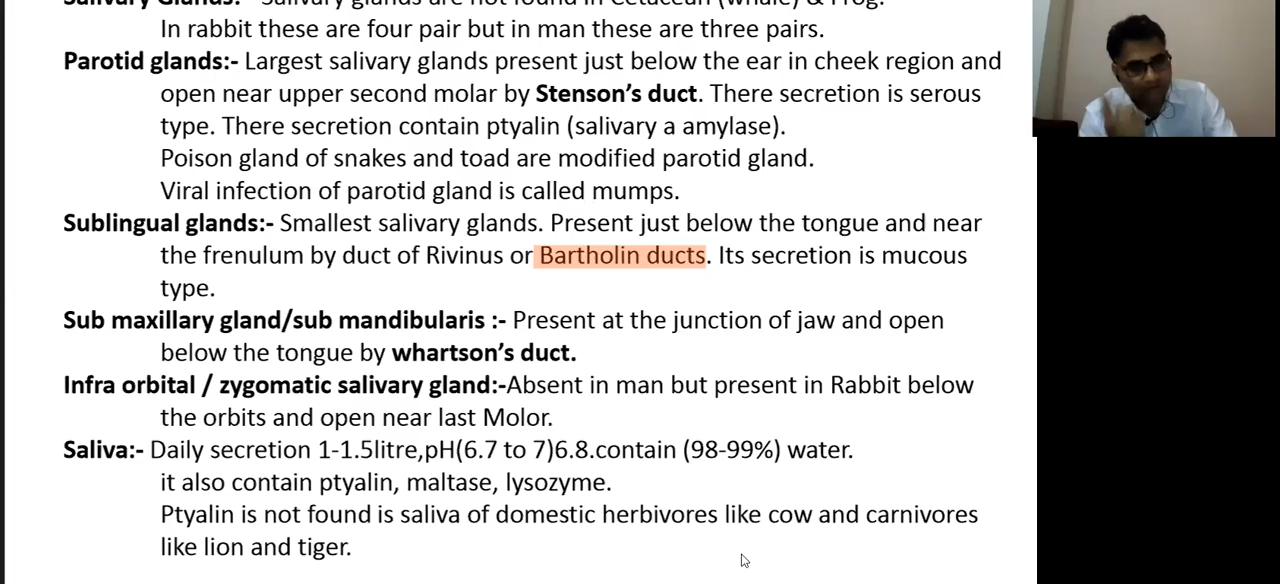 Salivary Glands:- Salivary glands are not found in Cetacean (whale) & Frog.
In rabbit these are four pair but in man these are three pairs.
Parotid glands:- Largest salivary glands present just below the ear in cheek region and
open near upper second molar by Stenson’s duct. There secretion is serous
type. There secretion contain ptyalin (salivary a amylase).
Poison gland of snakes and toad are modified parotid gland.
Viral infection of parotid gland is called mumps.
Sublingual glands:- Smallest salivary glands. Present just below the tongue and near
the frenulum by duct of Rivinus or Bartholin ducts. Its secretion is mucous
type.
Sub maxillary gland/sub mandibularis :- Present at the junction of jaw and open
below the tongue by whartson’s duct.
Infra orbital / zygomatic salivary gland:-Absent in man but present in Rabbit below
the orbits and open near last Molor.
Saliva:- Daily secretion 1-1.5litre,pH(6.7 to 7)6.8.contain (98-99%) water.
it also contain ptyalin, maltase, lysozyme.
Ptyalin is not found is saliva of domestic herbivores like cow and carnivores
like lion and tiger.